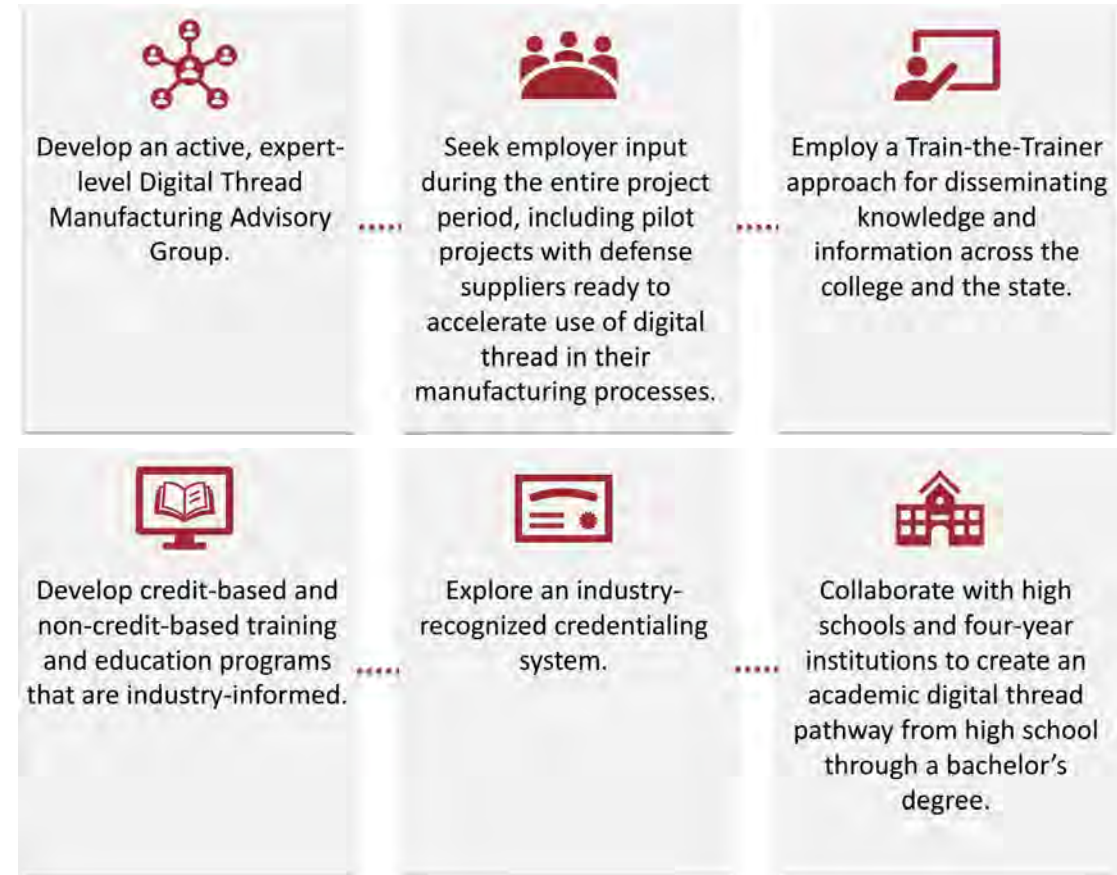 Develop an active, expert-
level Digital Thread
Manufacturing Advisory
Group.
Seek employer input
during the entire project
period, including pilot
projects with defense
suppliers ready to
accelerate use of digital
thread in their
manufacturing processes.
Employ a Train-the-Trainer
approach for disseminating
knowledge and
information across the
college and the state.
Develop credit-based and
non-credit-based training
and education programs
that are industry-informed.
Explore an industry-
recognized credentialing
system.
Collaborate with high
schools and four-year
institutions to create an
academic digital thread
pathway from high school
through a bachelor’s
degree.